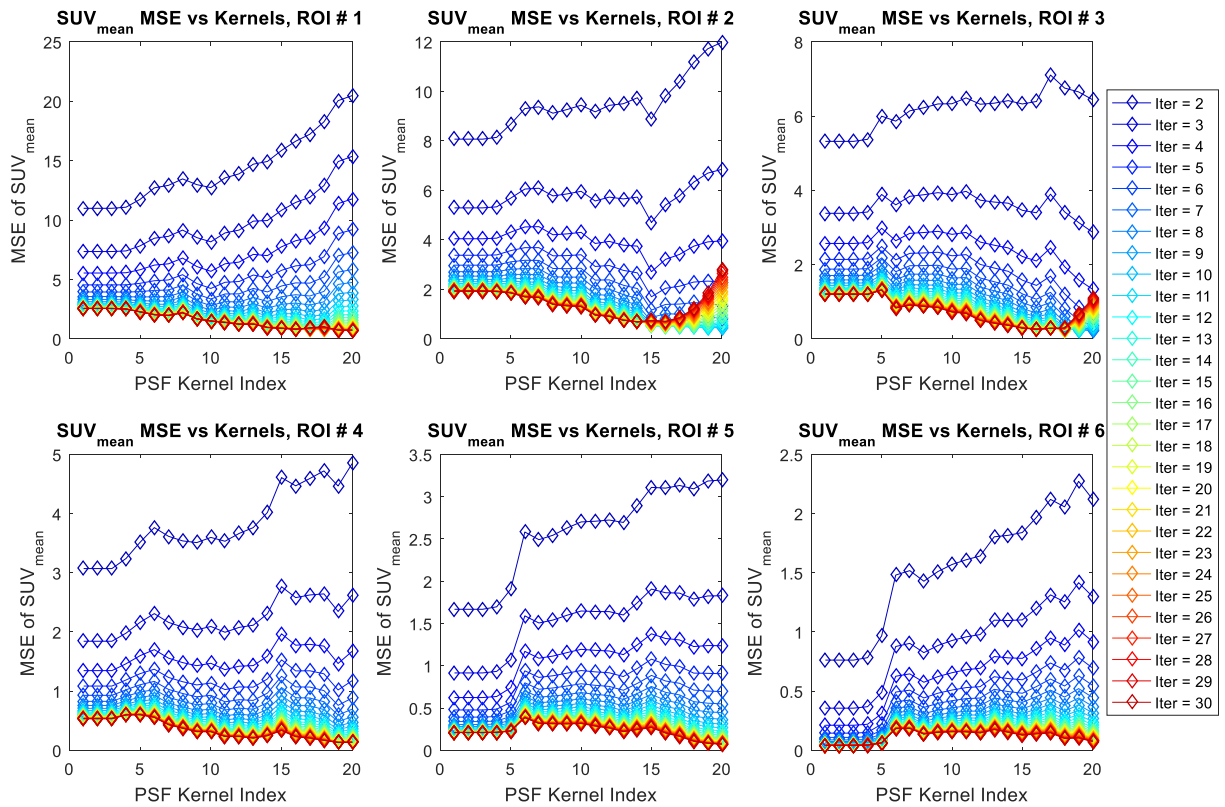 SUVmean MSE vs Kernels, ROI # 1
25
20
15
10
5
0
0 5 10 15 20
MSE of SUVmean
PSF Kernel Index
SUVmean MSE vs Kernels, ROI # 2
12
10
8
6
4
2
0
0 5 10 15 20
MSE of SUVmean
PSF Kernel Index
SUVmean MSE vs Kernels, ROI # 3
8
6
4
2
0
0 5 10 15 20
MSE of SUVmean
PSF Kernel Index
SUVmean MSE vs Kernels, ROI # 4
5
4
3
2
1
0
0 5 10 15 20
MSE of SUVmean
PSF Kernel Index
SUVmean MSE vs Kernels, ROI # 5
3.5
3
2.5
2
1.5
1
0.5
0
0 5 10 15 20
MSE of SUVmean
PSF Kernel Index
SUVmean MSE vs Kernels, ROI # 6
2.5
2
1.5
1
0.5
0
0 5 10 15 20
MSE of SUVmean
PSF Kernel Index
Iter = 2
Iter = 3
Iter = 4
Iter = 5
Iter = 6
Iter = 7
Iter = 8
Iter = 9
Iter = 10
Iter = 11
Iter = 12
Iter = 13
Iter = 14
Iter = 15
Iter = 16
Iter = 17
Iter = 18
Iter = 19
Iter = 20
Iter = 21
Iter = 22
Iter = 23
Iter = 24
Iter = 25
Iter = 26
Iter = 27
Iter = 28
Iter = 29
Iter = 30